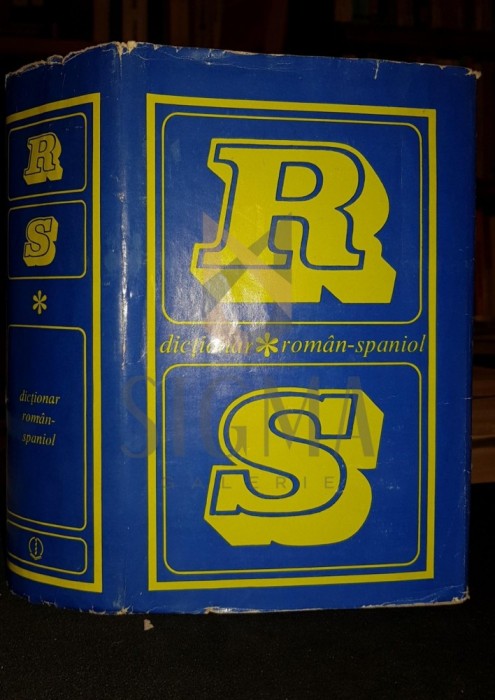 R
S
*
dicționar
român-
spaniol
R
dicționar * român-spaniol
S
SIGMA
GALERIE